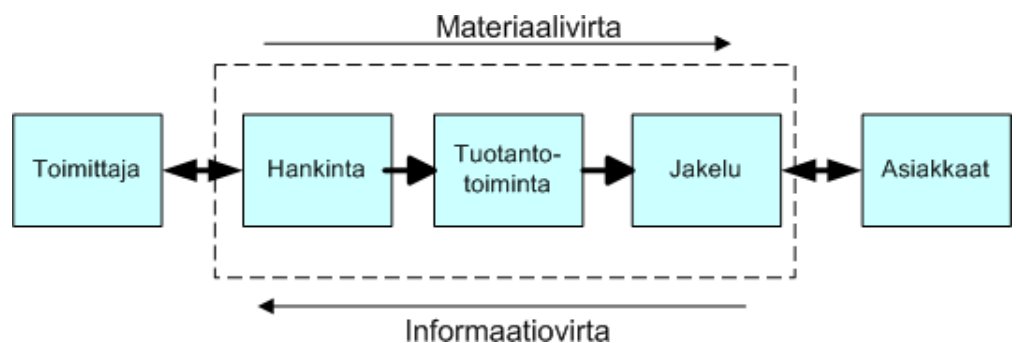 Materiaalivirta
Toimittaja
Hankinta
Tuotanto-
toiminta
Jakelu
Asiakkaat
Informaatiovirta